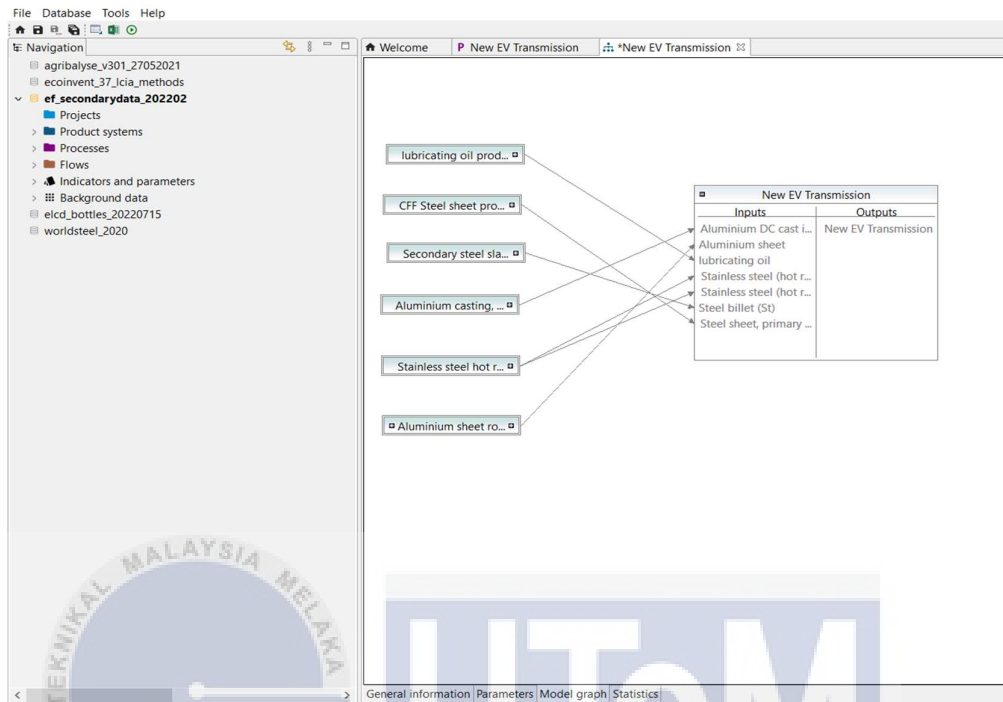 File Database Tools Help
Navigation
Welcome
P New EV Transmission
*New EV Transmission
agribalyse_v301_27052021
ecoinvent_37_lcia_methods
ef_secondarydata_202202
Projects
Product systems
Processes
Flows
Indicators and parameters
Background data
elcd_bottles_20220715
worldsteel_2020
lubricating oil prod...
CFF Steel sheet pro...
Secondary steel sla...
Aluminium casting, ...
Stainless steel hot r...
Aluminium sheet ro...
New EV Transmission
Inputs
Outputs
Aluminium DC cast i...
New EV Transmission
Aluminium sheet
lubricating oil
Stainless steel (hot r...
Stainless steel (hot r...
Steel billet (St)
Steel sheet, primary ...
TEKNIKAL MALAYSIA MELAKA
UTeM
General information Parameters Model graph Statistics